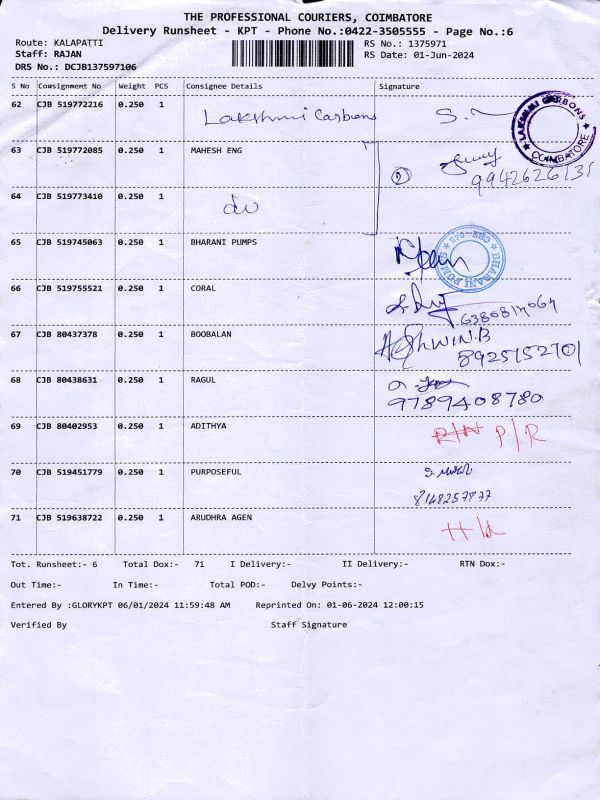 THE PROFESSIONAL COURIERS, COIMBATORE
Delivery Runsheet - KPT - Phone No.:0422-3505555 - Page No.:6
Route: KALAPATTI RS No.: 1375971
Staff: RAJAN RS Date: 01-Jun-2024
DRS No.: DCJB137597106
S No Consignment No Weight PCS Consignee Details Signature
62 CJB 519772216 0.250 1 Lakshmi Carbons S.
LAKSHMI CARBONS
★ COIMBATORE ★
63 CJB 519772085 0.250 1 MAHESH ENG
② 9942626131
64 CJB 519773410 0.250 1 do
65 CJB 519745063 0.250 1 BHARANI PUMPS
BHARANI PUMPS
66 CJB 519755521 0.250 1 CORAL
67 CJB 80437378 0.250 1 BOOBALAN ASHWIN.B
8925152701
68 CJB 80438631 0.250 1 RAGUL
9789408780
69 CJB 80402953 0.250 1 ADITHYA P/R
70 CJB 519451779 0.250 1 PURPOSEFUL
8148257877
71 CJB 519638722 0.250 1 ARUDHRA AGEN
Tot. Runsheet:- 6 Total Dox:- 71 I Delivery:- II Delivery:- RTN Dox:-
Out Time:- In Time:- Total POD:- Delvy Points:-
Entered By :GLORYKPT 06/01/2024 11:59:48 AM Reprinted On: 01-06-2024 12:00:15
Verified By Staff Signature